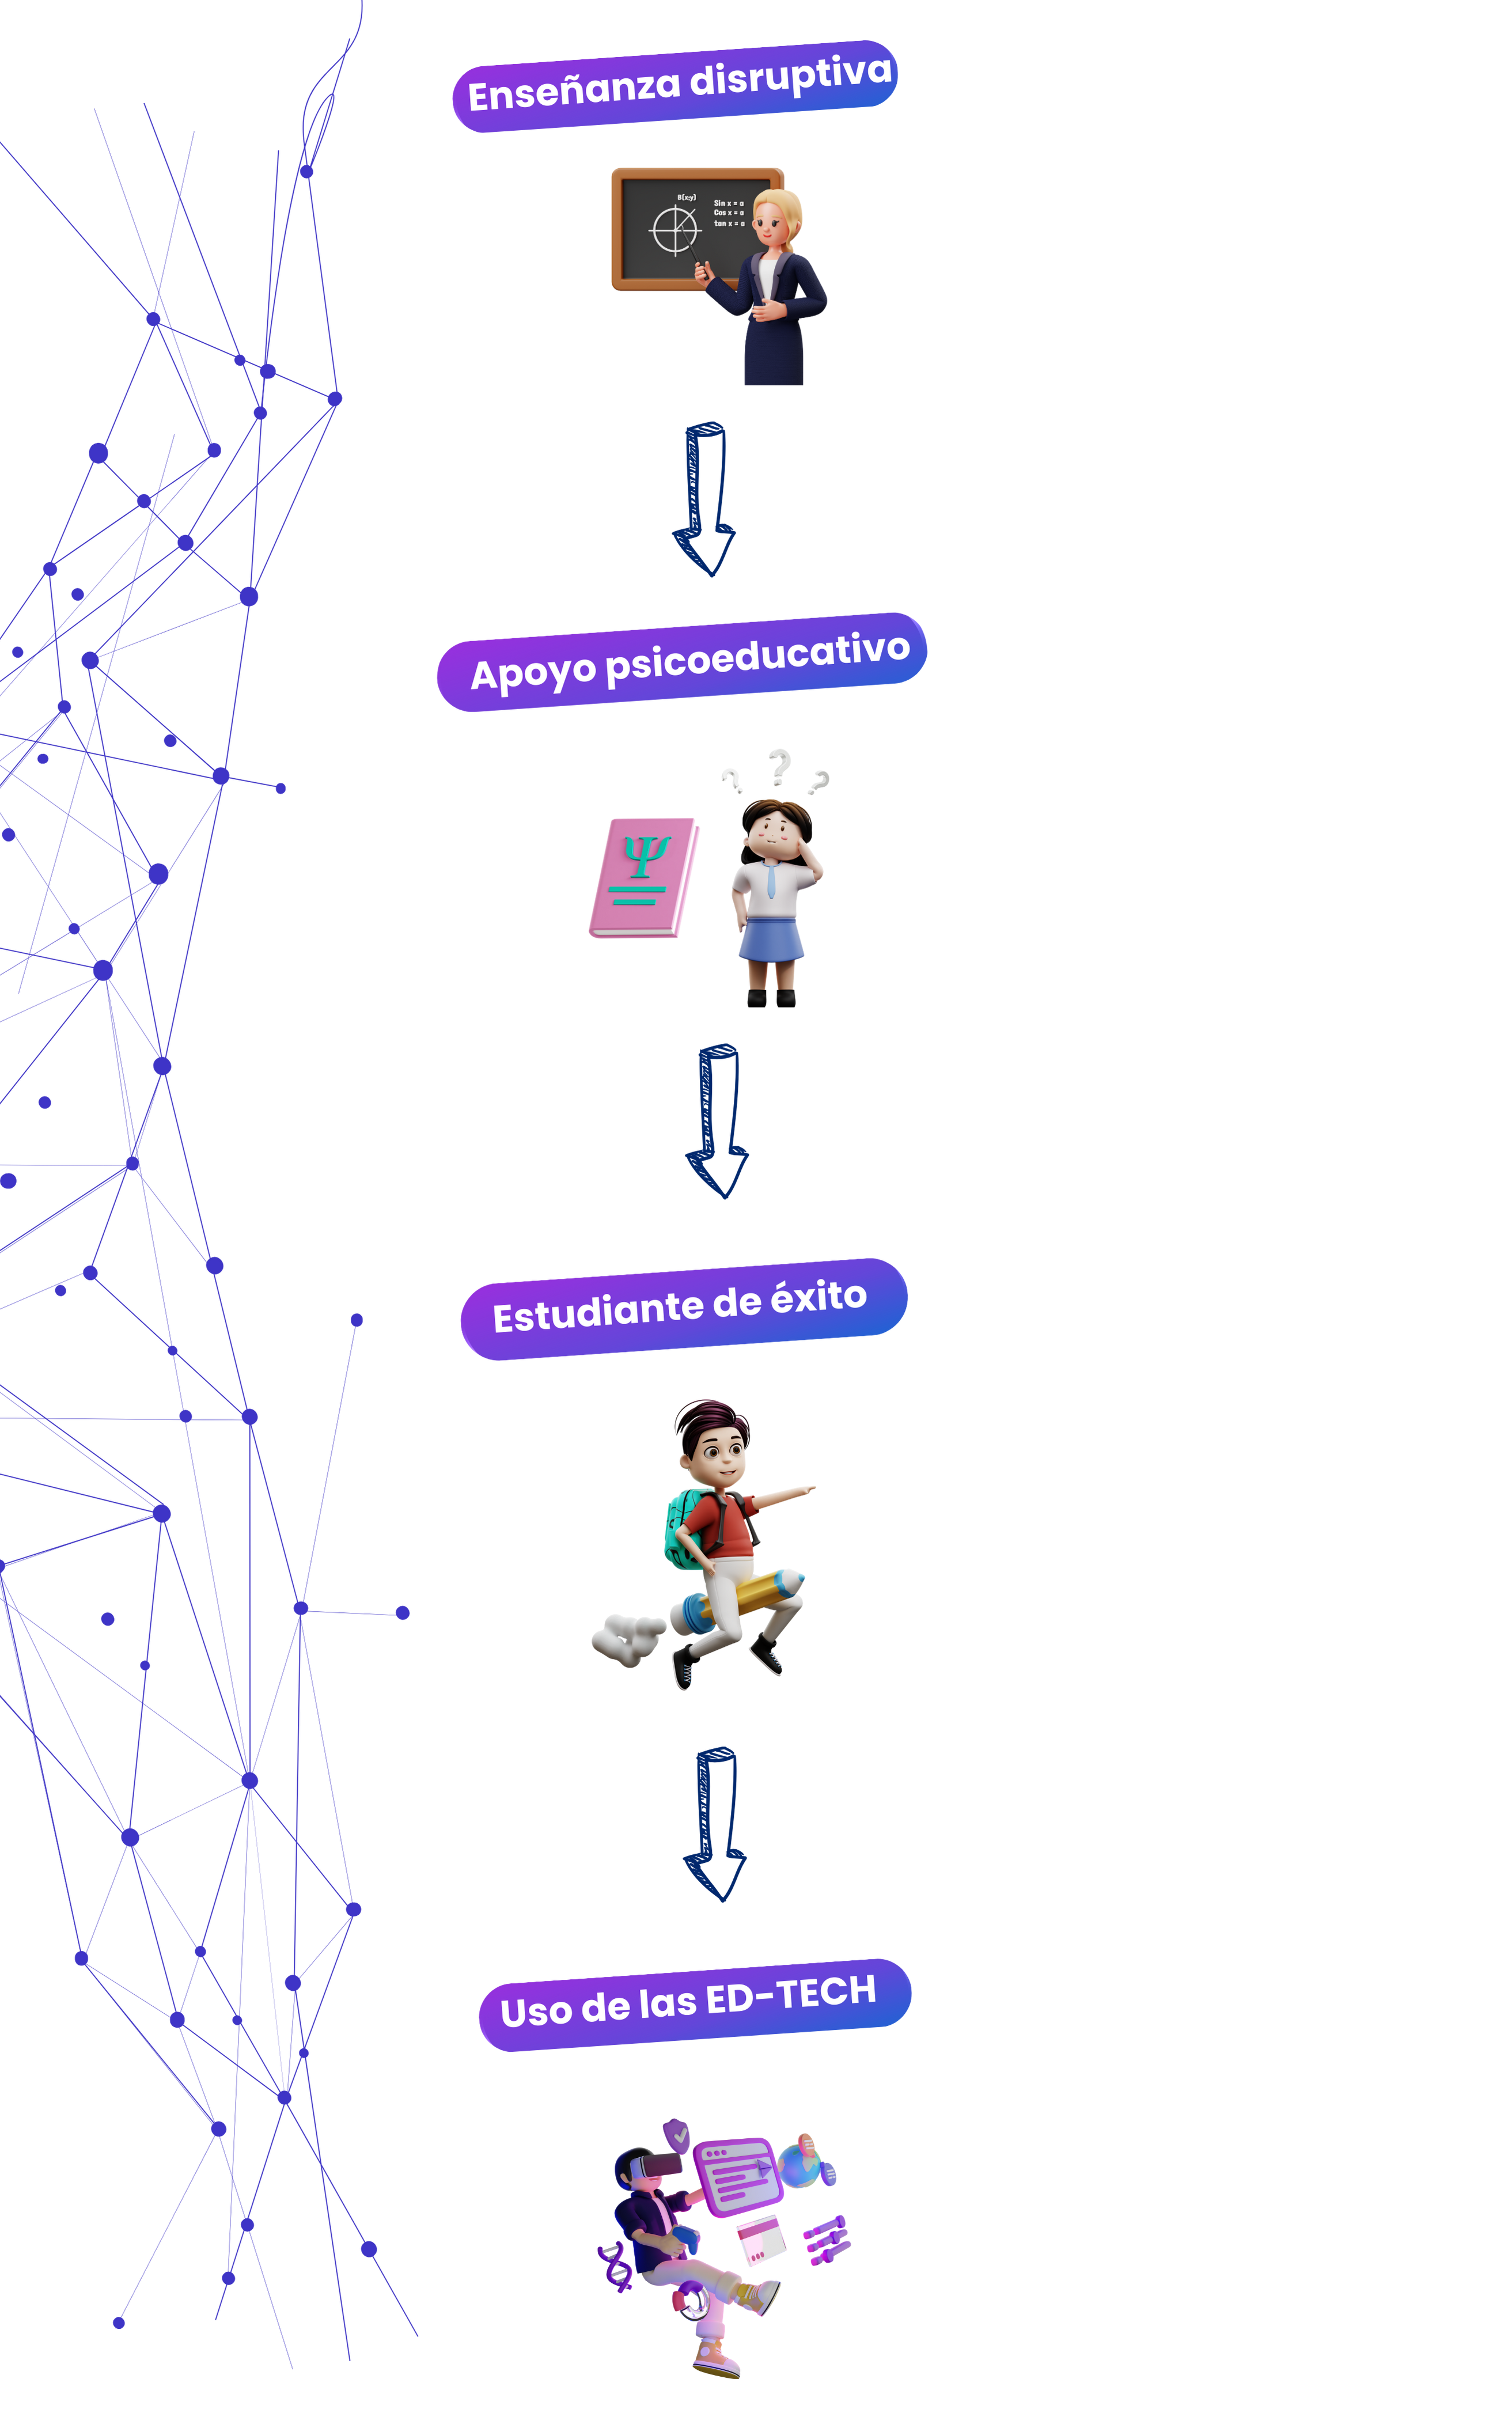 Enseñanza disruptiva
B(x;y)
Sin x = a
Cos x = a
tan x = a
Apoyo psicoeducativo
? ? ?
Ψ
Estudiante de éxito
Uso de las ED-TECH